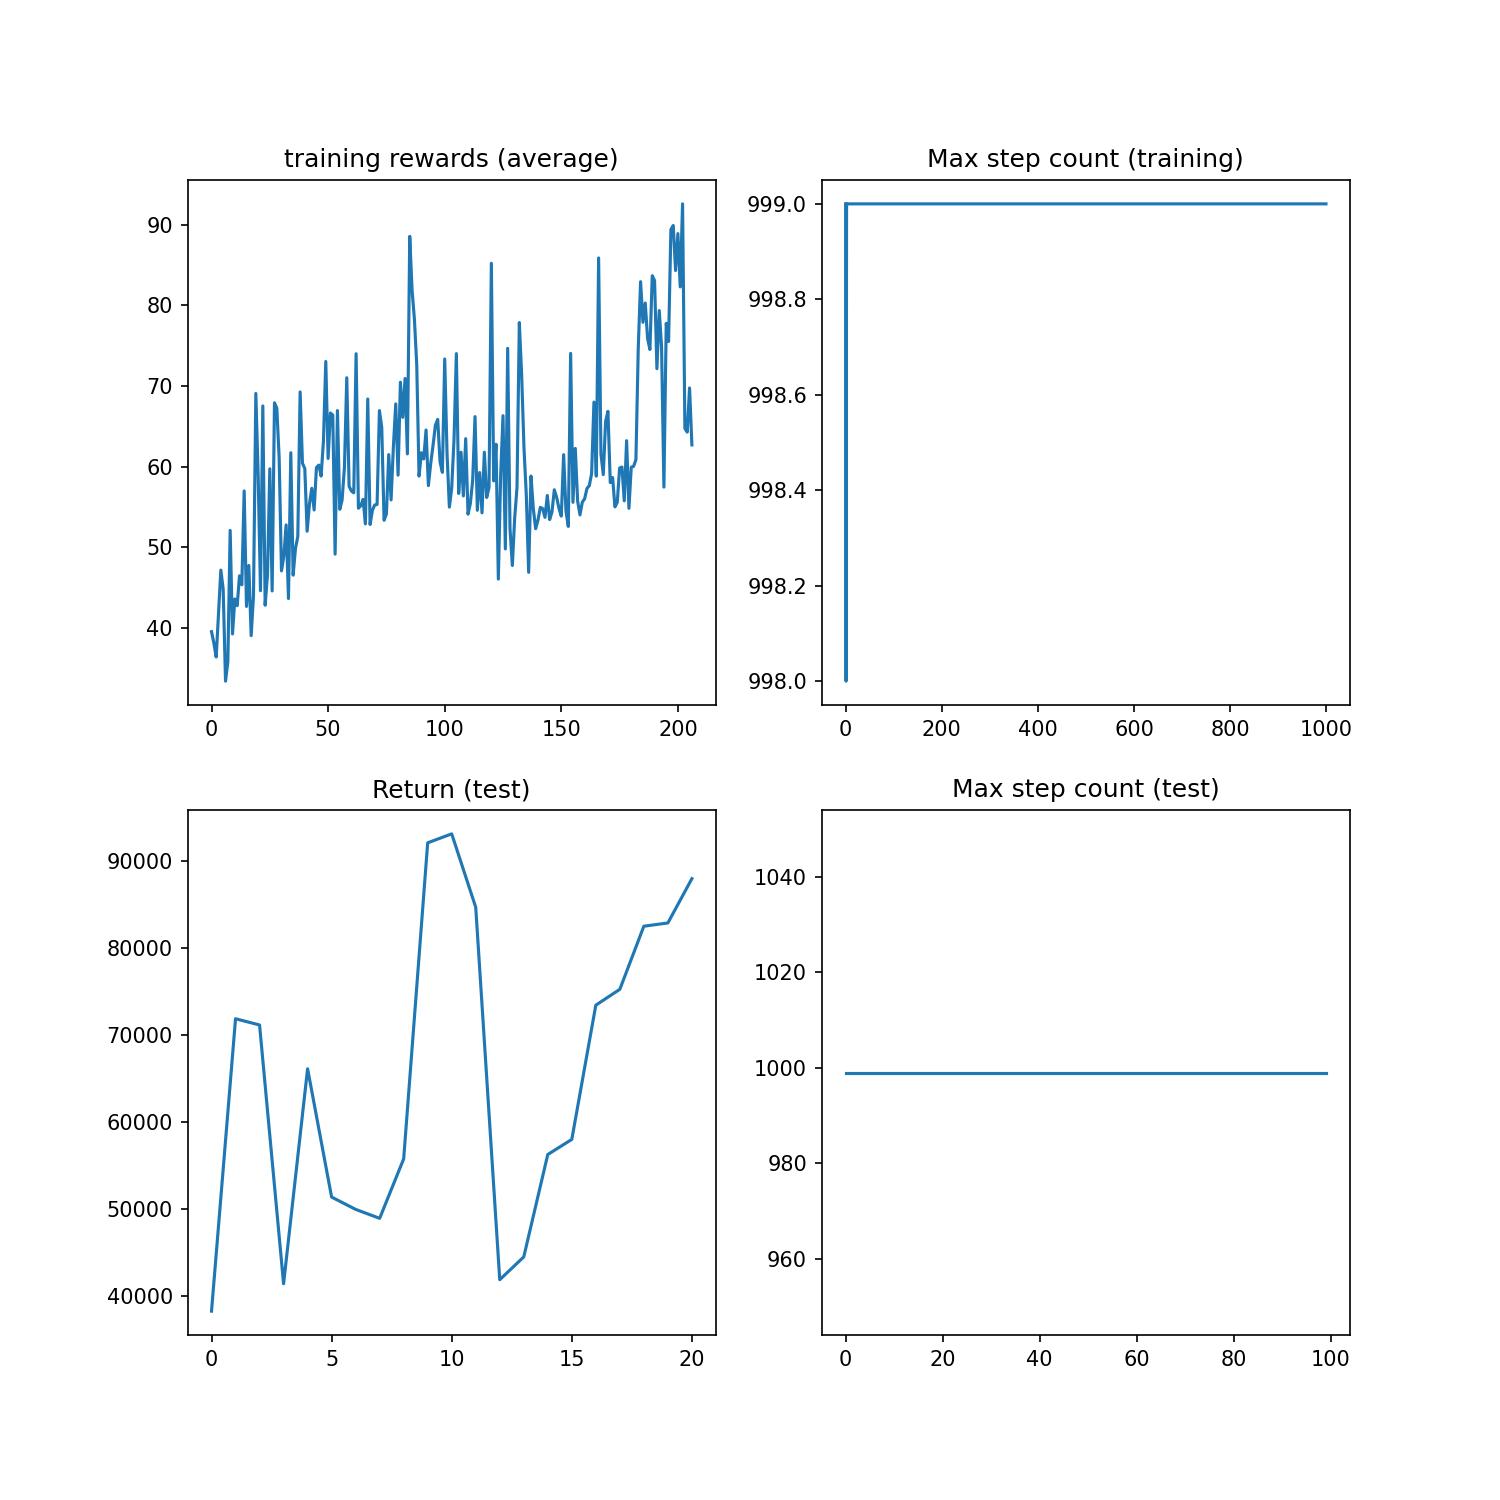 training rewards (average)
90
80
70
60
50
40
0 50 100 150 200
Max step count (training)
999.0
998.8
998.6
998.4
998.2
998.0
0 200 400 600 800 1000
Return (test)
90000
80000
70000
60000
50000
40000
0 5 10 15 20
Max step count (test)
1040
1020
1000
980
960
0 20 40 60 80 100